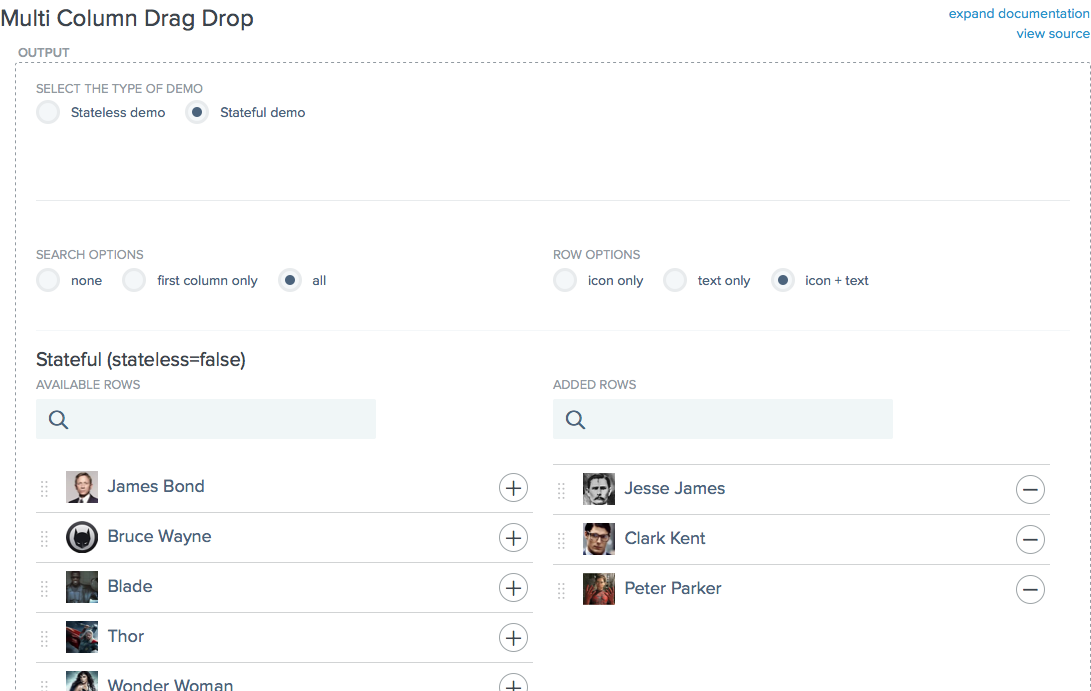 Multi Column Drag Drop
expand documentation
view source
OUTPUT
SELECT THE TYPE OF DEMO
Stateless demo Stateful demo
SEARCH OPTIONS
none first column only all
ROW OPTIONS
icon only text only icon + text
Stateful (stateless=false)
AVAILABLE ROWS
James Bond
Bruce Wayne
Blade
Thor
Wonder Woman
ADDED ROWS
Jesse James
Clark Kent
Peter Parker